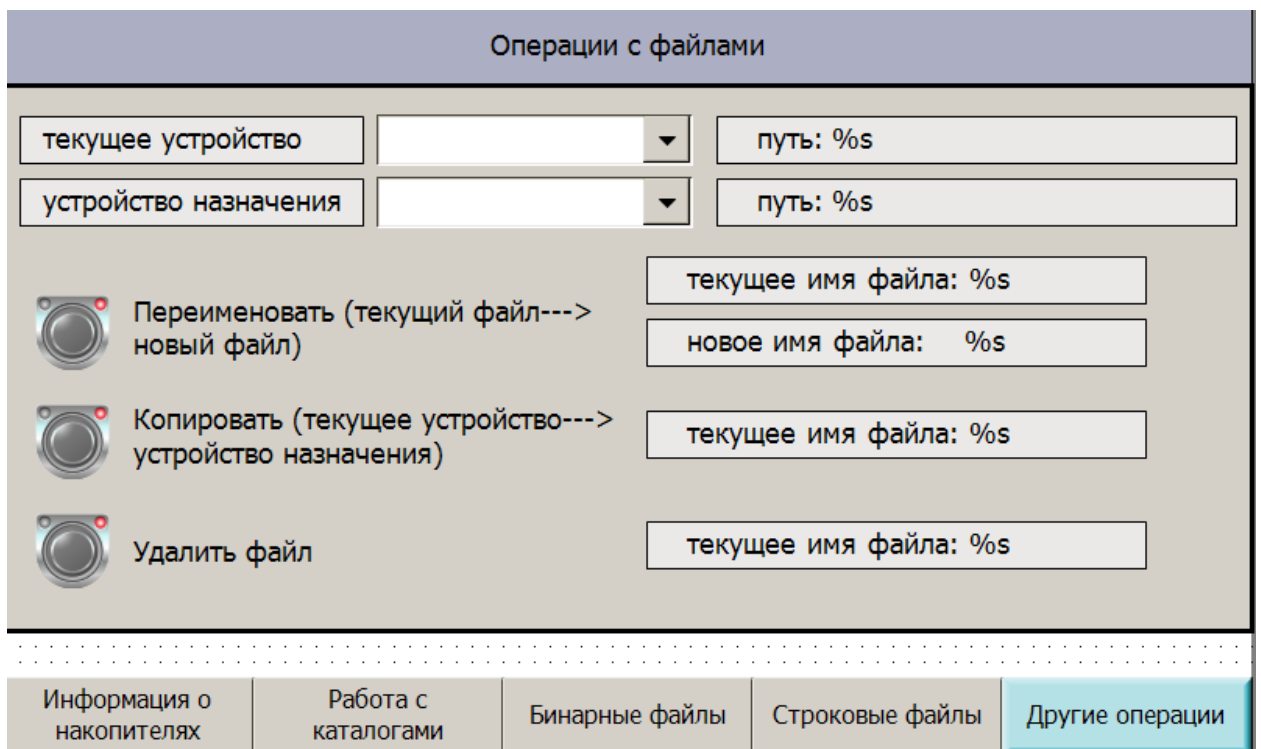 Операции с файлами
текущее устройство
путь: %s
устройство назначения
путь: %s
текущее имя файла: %s
Переименовать (текущий файл--->
новый файл)
новое имя файла: %s
Копировать (текущее устройство--->
устройство назначения)
текущее имя файла: %s
Удалить файл
текущее имя файла: %s
Информация о
накопителях
Работа с
каталогами
Бинарные файлы
Строковые файлы
Другие операции